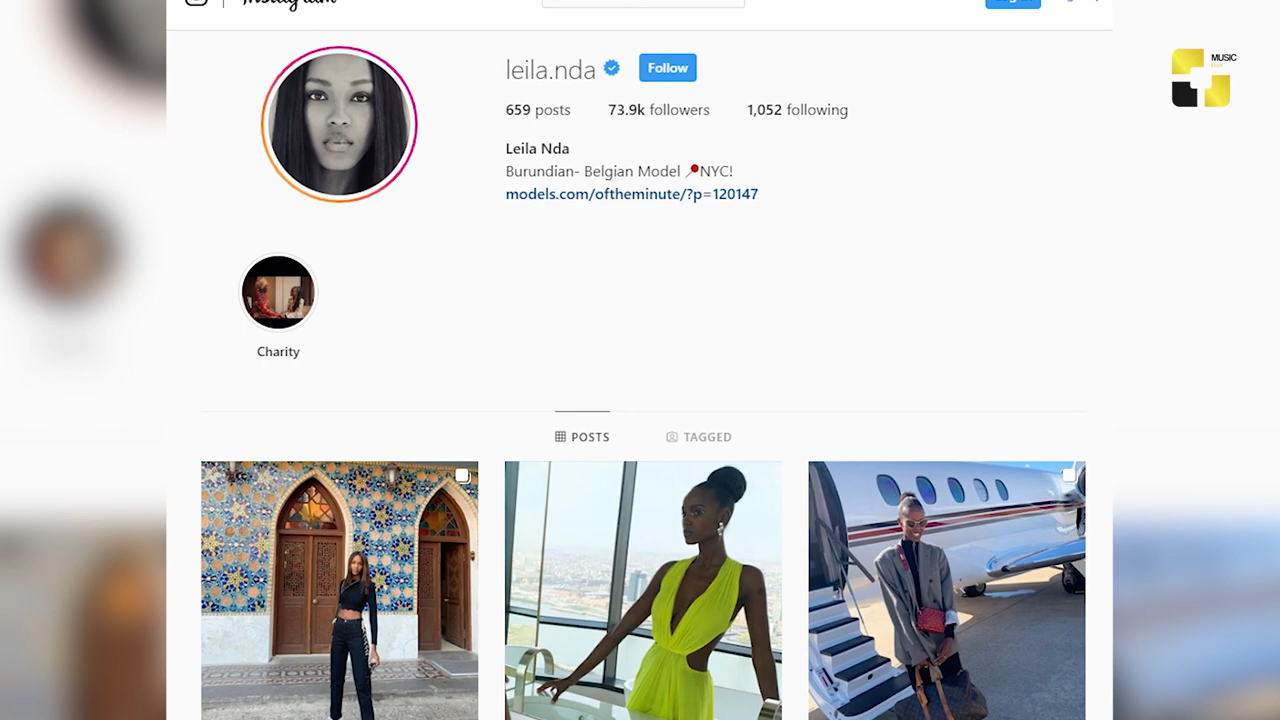 Instagram
MUSIC
leila.nda
Follow
659 posts 73.9k followers 1,052 following
Leila Nda
Burundian- Belgian Model 📍NYC!
models.com/oftheminute/?p=120147
Charity
POSTS TAGGED